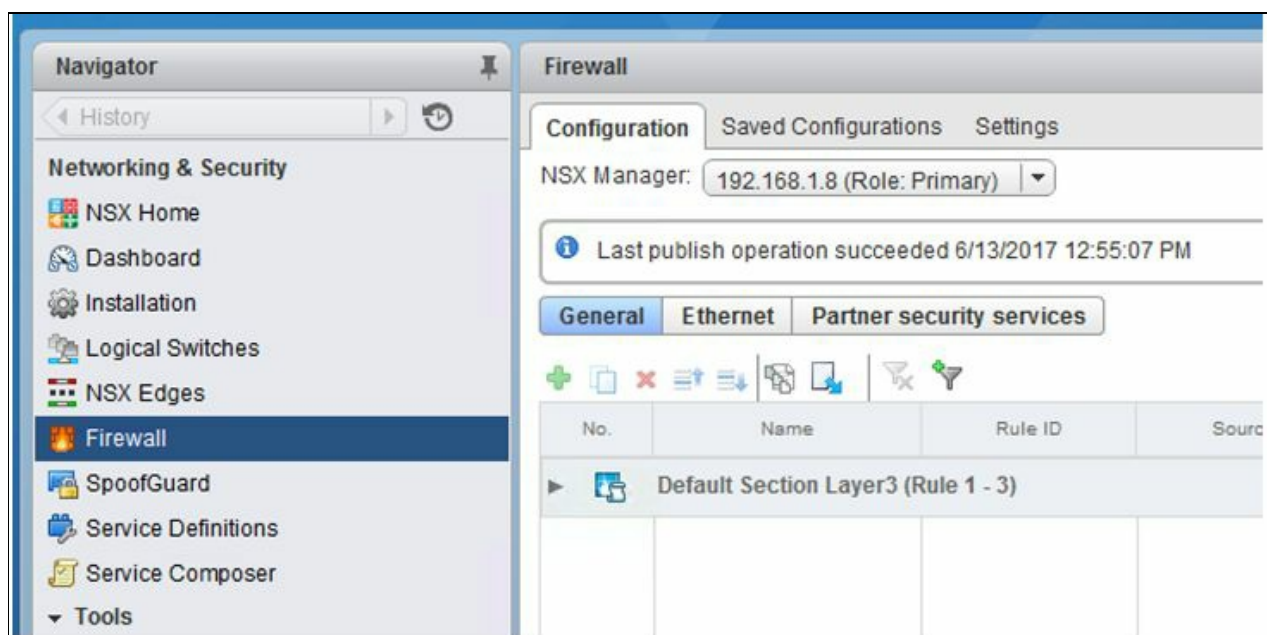 Navigator
History
Networking & Security
NSX Home
Dashboard
Installation
Logical Switches
NSX Edges
Firewall
SpoofGuard
Service Definitions
Service Composer
Tools
Firewall
Configuration Saved Configurations Settings
NSX Manager: 192.168.1.8 (Role: Primary)
Last publish operation succeeded 6/13/2017 12:55:07 PM
General Ethernet Partner security services
No. Name Rule ID Sourc
Default Section Layer3 (Rule 1 - 3)